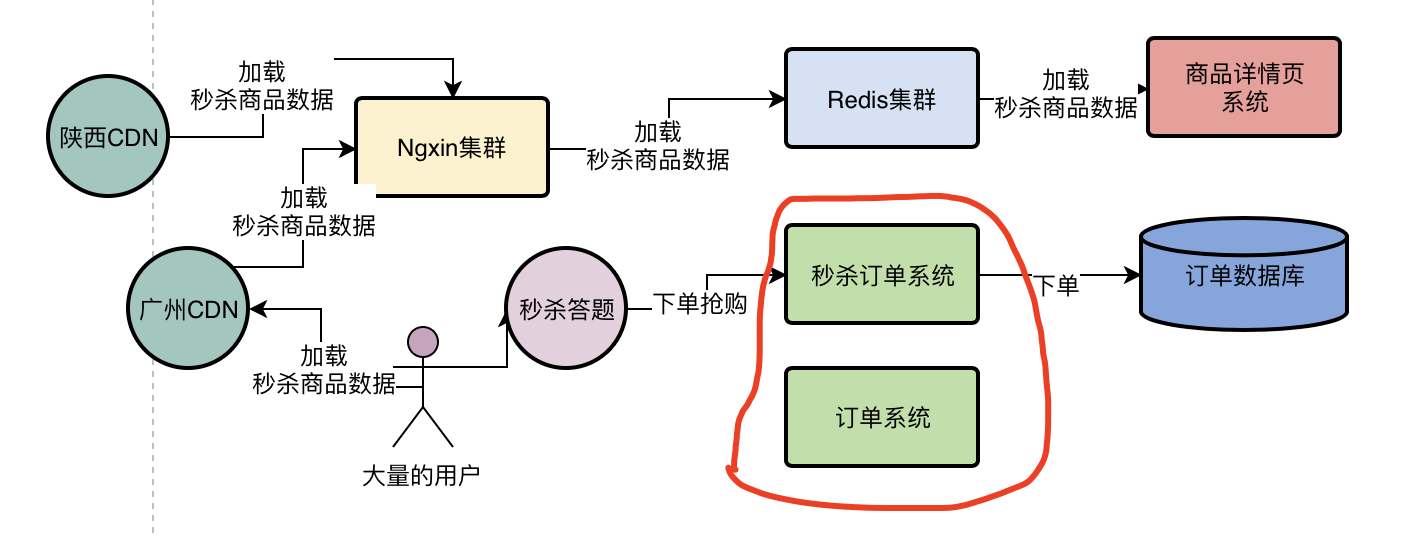 加载
秒杀商品数据
陕西CDN
Ngxin集群
加载
秒杀商品数据
Redis集群
加载
秒杀商品数据
商品详情页
系统
加载
秒杀商品数据
广州CDN
加载
秒杀商品数据
大量的用户
秒杀答题
下单抢购
秒杀订单系统
下单
订单数据库
订单系统